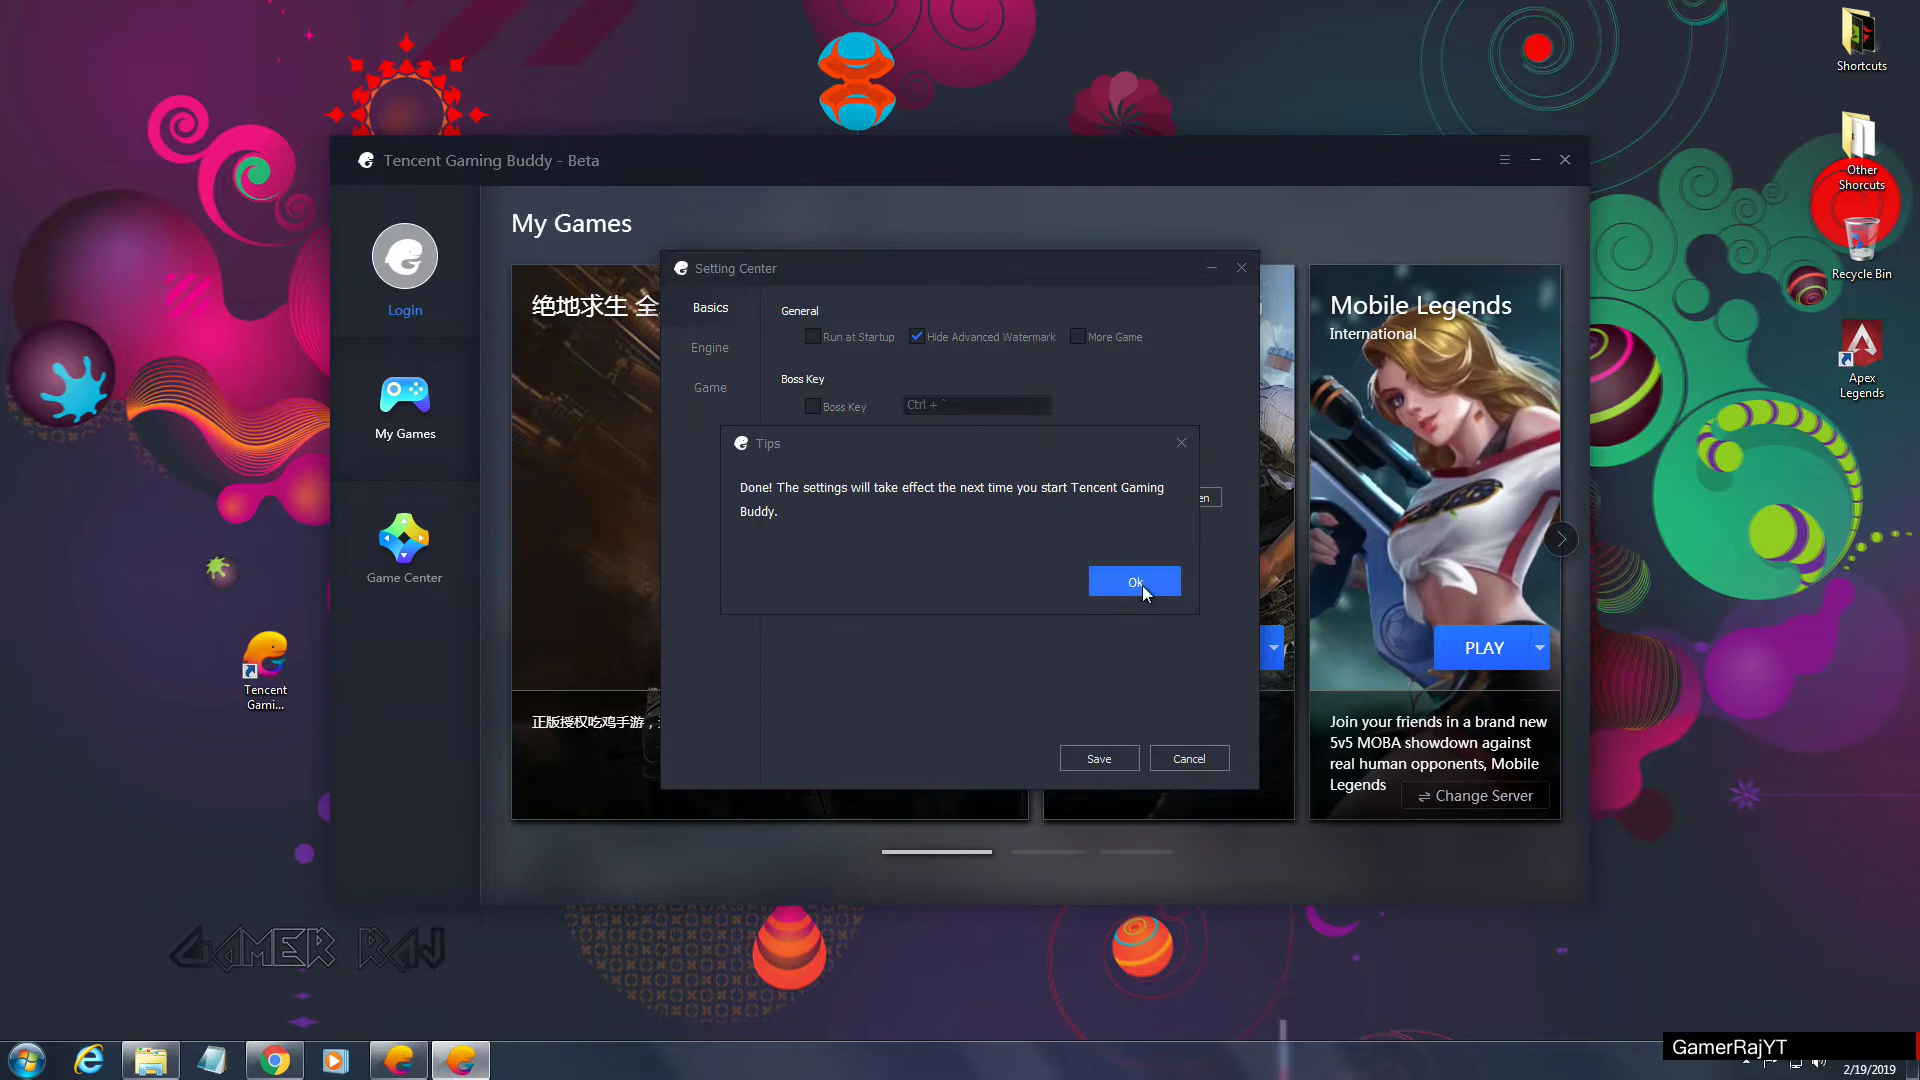 Shortcuts
Other
Shorcuts
Recycle Bin
Apex
Legends
Tencent Gaming Buddy - Beta
Login
My Games
Game Center
Tencent
Gami...
My Games
绝地求生 全
正版授权吃鸡手游，
Setting Center
Basics
Engine
Game
General
Run at Startup
Hide Advanced Watermark
More Game
Boss Key
Boss Key
Ctrl + `
Tips
Done! The settings will take effect the next time you start Tencent Gaming
Buddy.
Ok
Save
Cancel
Mobile Legends
International
PLAY
Join your friends in a brand new
5v5 MOBA showdown against
real human opponents, Mobile
Legends
Change Server
GAMER RAJ
GamerRajYT
2/19/2019